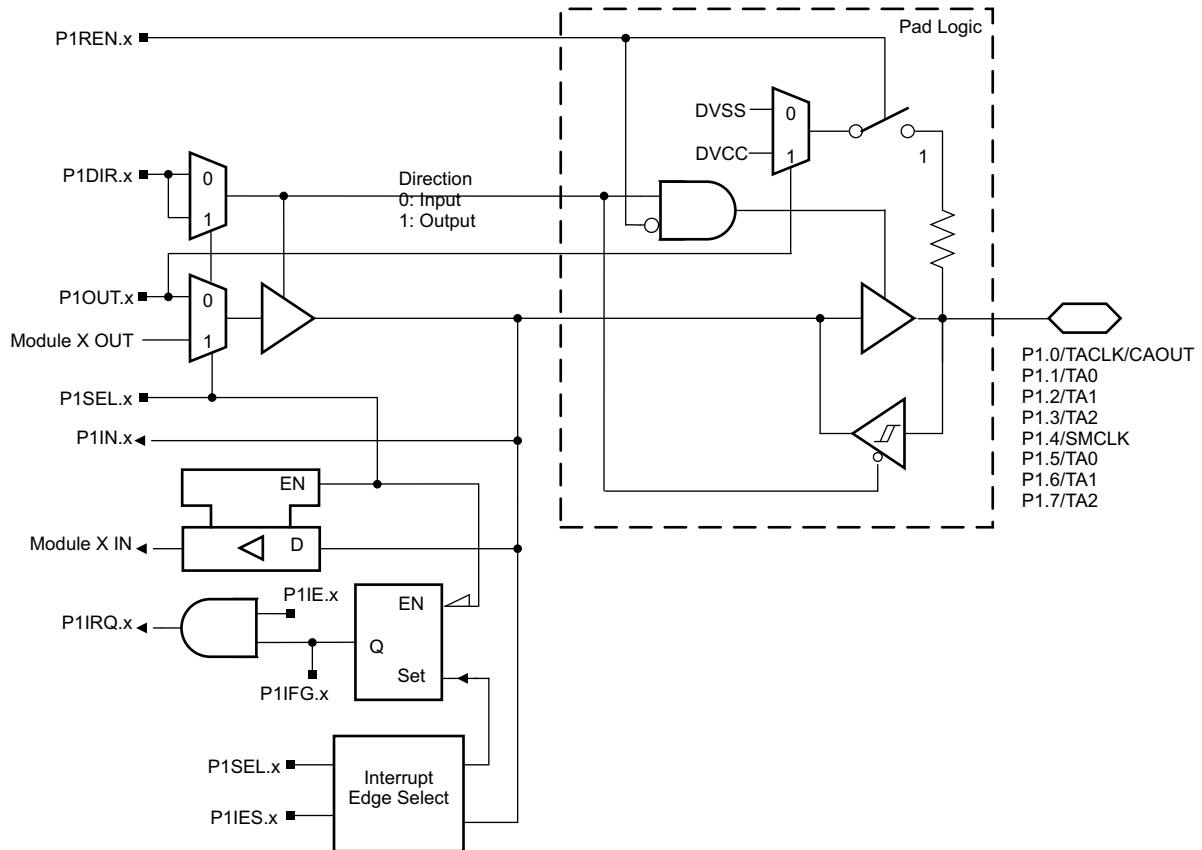 Pad Logic
P1REN.x
DVSS
0
DVCC
1
1
P1DIR.x
0
1
Direction
0: Input
1: Output
P1OUT.x
0
Module X OUT
1
P1SEL.x
P1IN.x
P1.0/TACLK/CAOUT
P1.1/TA0
P1.2/TA1
P1.3/TA2
P1.4/SMCLK
P1.5/TA0
P1.6/TA1
P1.7/TA2
EN
Module X IN
D
P1IE.x
EN
P1IRQ.x
Q
Set
P1IFG.x
P1SEL.x
P1IES.x
Interrupt
Edge Select